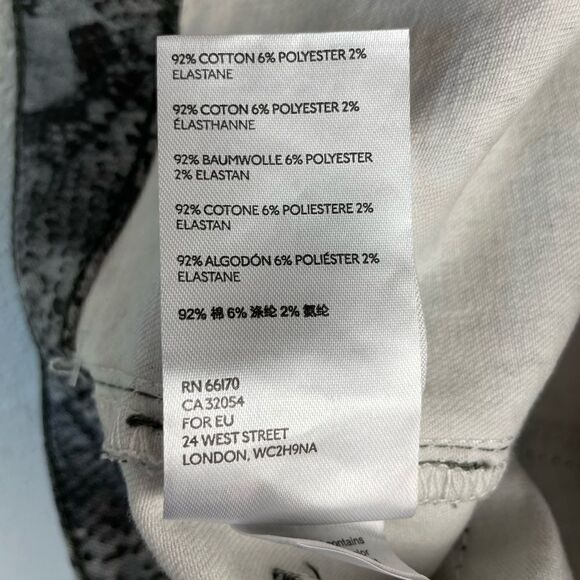 92% COTTON 6% POLYESTER 2%
ELASTANE
92% COTON 6% POLYESTER 2%
ÉLASTHANNE
92% BAUMWOLLE 6% POLYESTER
2% ELASTAN
92% COTONE 6% POLIESTERE 2%
ELASTAN
92% ALGODÓN 6% POLIÉSTER 2%
ELASTANE
92% 棉 6% 涤纶 2% 氨纶
RN 66170
CA 32054
FOR EU
24 WEST STREET
LONDON, WC2H9NA
contains